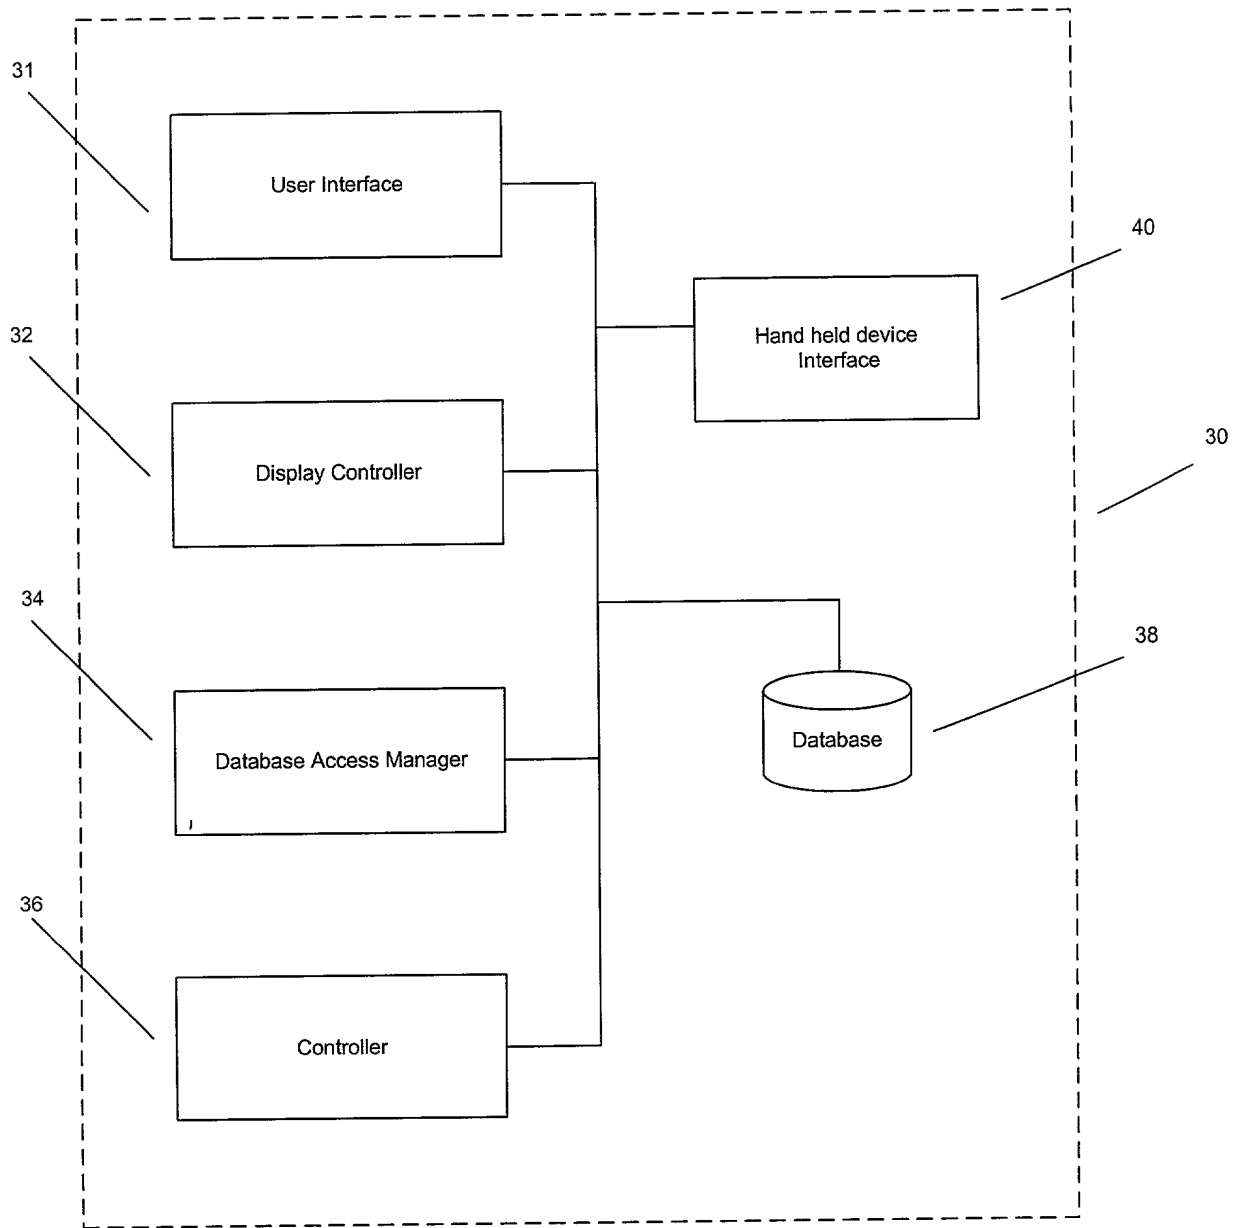 31
User Interface
40
32
Hand held device
Interface
30
Display Controller
34
38
Database Access Manager
Database
36
Controller